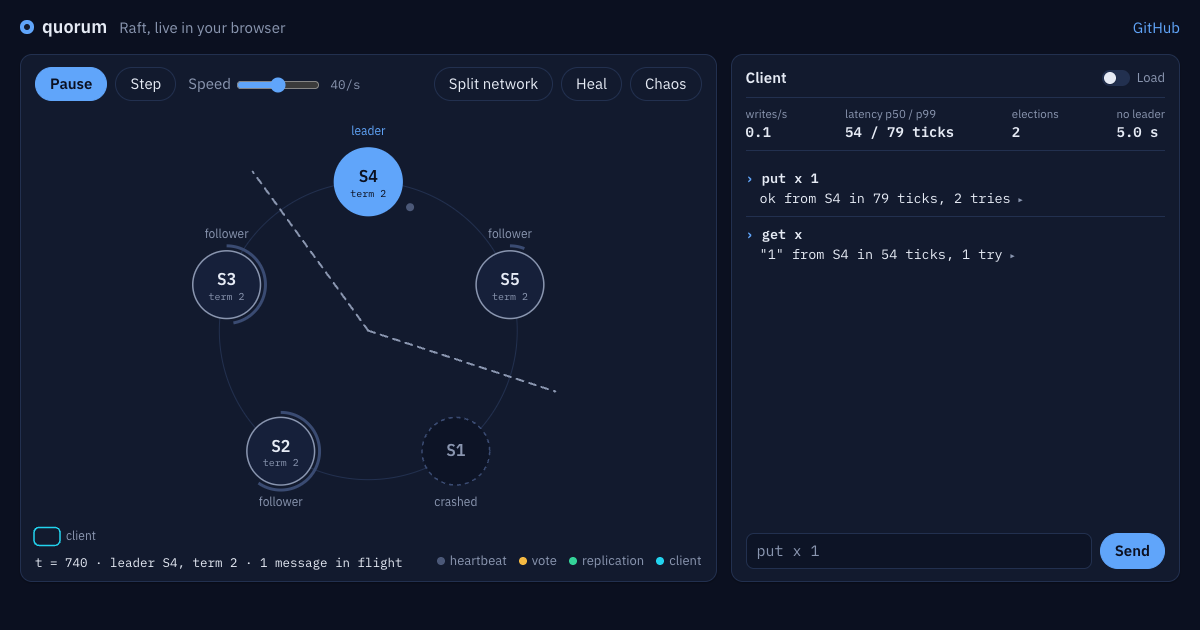 quorum Raft, live in your browser GitHub
Pause Step Speed 40/s Split network Heal Chaos
leader
S4
term 2
follower
S3
term 2
follower
S5
term 2
S2
term 2
follower
S1
crashed
client
t = 740 · leader S4, term 2 · 1 message in flight
heartbeat vote replication client
Client Load
writes/s latency p50 / p99 elections no leader
0.1 54 / 79 ticks 2 5.0 s
› put x 1
ok from S4 in 79 ticks, 2 tries ▸
› get x
"1" from S4 in 54 ticks, 1 try ▸
put x 1 Send